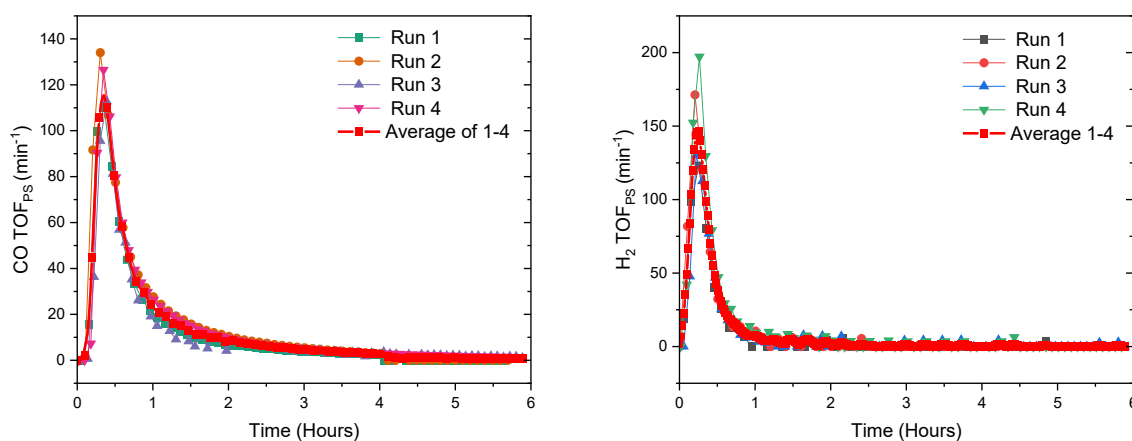 CO TOF_PS (min⁻¹)
140
120
100
80
60
40
20
0
Run 1
Run 2
Run 3
Run 4
Average of 1-4
0 1 2 3 4 5 6
Time (Hours)
H₂ TOF_PS (min⁻¹)
200
150
100
50
0
Run 1
Run 2
Run 3
Run 4
Average 1-4
0 1 2 3 4 5 6
Time (Hours)